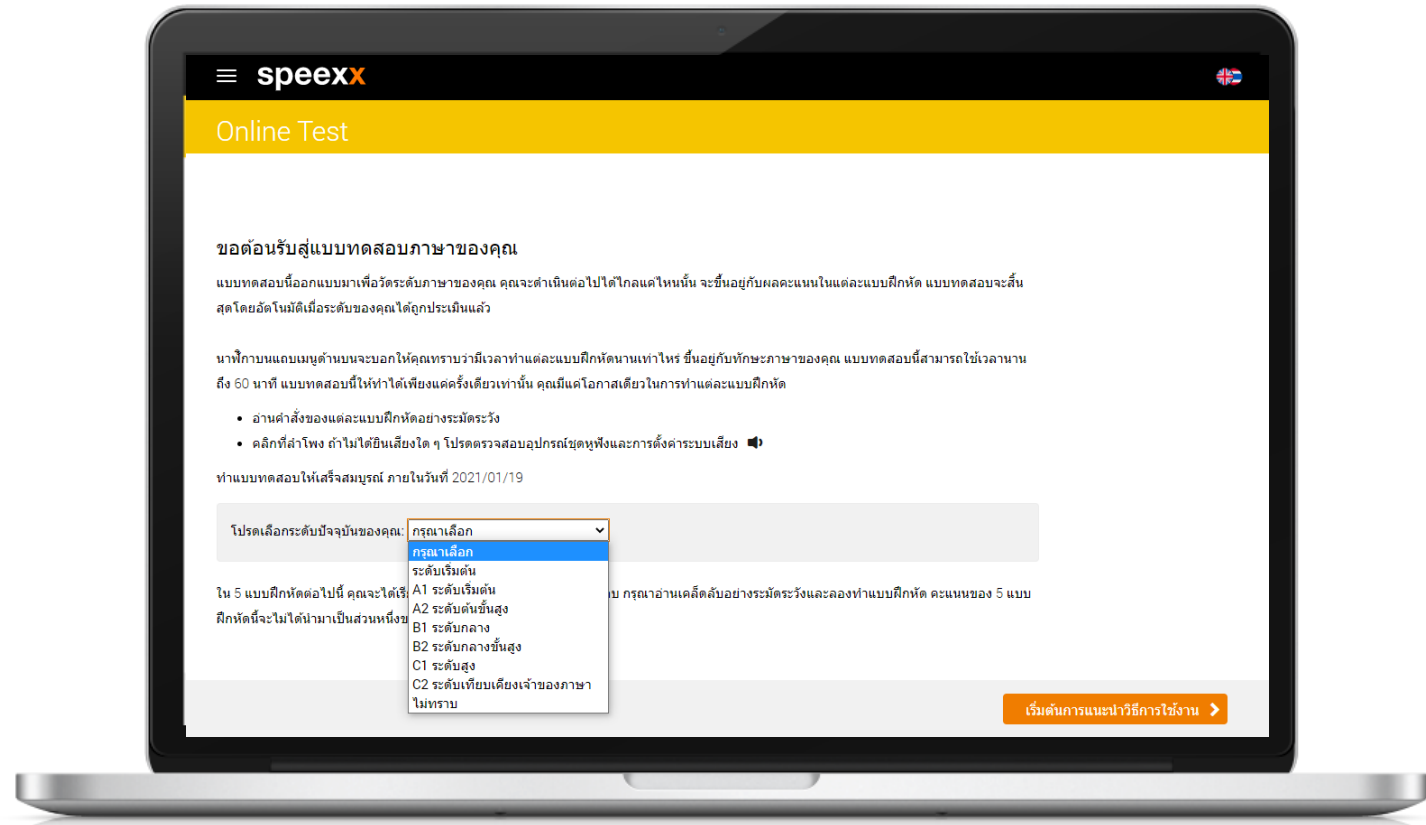 speexx
Online Test
ขอต้อนรับสู่แบบทดสอบภาษาของคุณ
แบบทดสอบนี้ออกแบบมาเพื่อวัดระดับภาษาของคุณ คุณจะดำเนินต่อไปได้ไกลแค่ไหนนั้น จะขึ้นอยู่กับผลคะแนนในแต่ละแบบฝึกหัด แบบทดสอบจะสิ้น
สุดโดยอัตโนมัติเมื่อระดับของคุณได้ถูกประเมินแล้ว
นาฬิกาบนแถบเมนูด้านบนจะบอกให้คุณทราบว่ามีเวลาทำแต่ละแบบฝึกหัดนานเท่าไหร่ ขึ้นอยู่กับทักษะภาษาของคุณ แบบทดสอบนี้สามารถใช้เวลานาน
ถึง 60 นาที แบบทดสอบนี้ให้ทำได้เพียงแค่ครั้งเดียวเท่านั้น คุณมีแค่โอกาสเดียวในการทำแต่ละแบบฝึกหัด
• อ่านคำสั่งของแต่ละแบบฝึกหัดอย่างระมัดระวัง
• คลิกที่ลำโพง ถ้าไม่ได้ยินเสียงใด ๆ โปรดตรวจสอบอุปกรณ์ชุดหูฟังและการตั้งค่าระบบเสียง
ทำแบบทดสอบให้เสร็จสมบูรณ์ ภายในวันที่ 2021/01/19
โปรดเลือกระดับปัจจุบันของคุณ: กรุณาเลือก
กรุณาเลือก
ระดับเริ่มต้น
A1 ระดับเริ่มต้น
A2 ระดับต้นขั้นสูง
B1 ระดับกลาง
B2 ระดับกลางขั้นสูง
C1 ระดับสูง
C2 ระดับเทียบเคียงเจ้าของภาษา
ไม่ทราบ
ใน 5 แบบฝึกหัดต่อไปนี้ คุณจะได้ กรุณาอ่านเคล็ดลับอย่างระมัดระวังและลองทำแบบฝึกหัด คะแนนของ 5 แบบ
ฝึกหัดนี้จะไม่ได้นำมาเป็นส่วนหนึ่ง
เริ่มต้นการแนะนำวิธีการใช้งาน